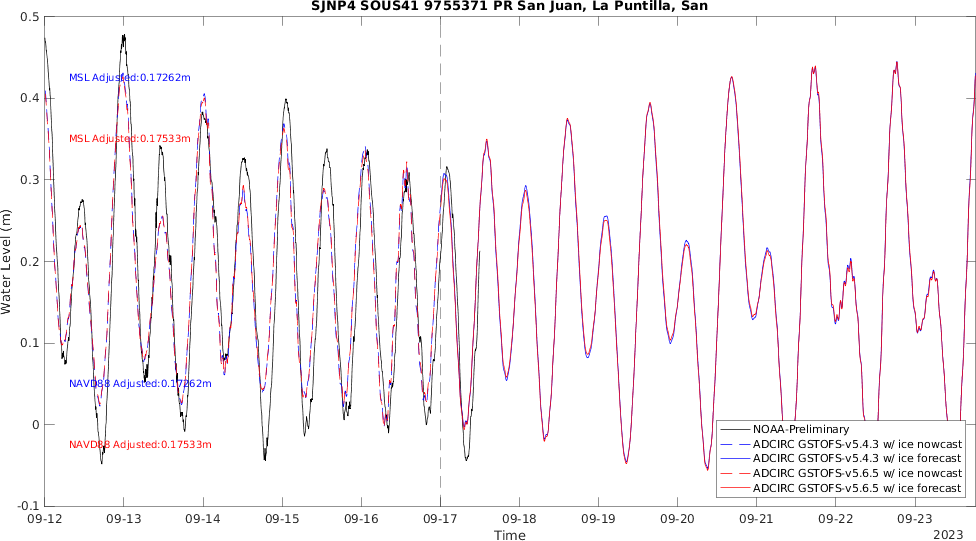 SJNP4 SOUS41 9755371 PR San Juan, La Puntilla, San
0.5
0.4
0.3
0.2
0.1
0
-0.1
Water Level (m)
MSL Adjusted:0.17262m
MSL Adjusted:0.17533m
NAVD88 Adjusted:0.17262m
NAVD88 Adjusted:0.17533m
NOAA-Preliminary
ADCIRC GSTOFS-v5.4.3 w/ ice nowcast
ADCIRC GSTOFS-v5.4.3 w/ ice forecast
ADCIRC GSTOFS-v5.6.5 w/ ice nowcast
ADCIRC GSTOFS-v5.6.5 w/ ice forecast
09-12 09-13 09-14 09-15 09-16 09-17 09-18 09-19 09-20 09-21 09-22 09-23
Time
2023